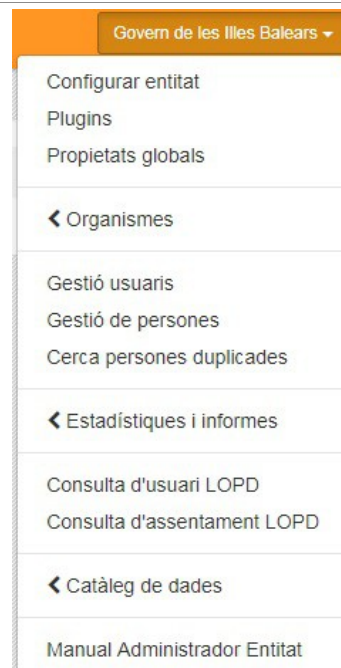 Govern de les Illes Balears
Configurar entitat
Plugins
Propietats globals
Organismes
Gestió usuaris
Gestió de persones
Cerca persones duplicades
Estadístiques i informes
Consulta d'usuari LOPD
Consulta d'assentament LOPD
Catàleg de dades
Manual Administrador Entitat